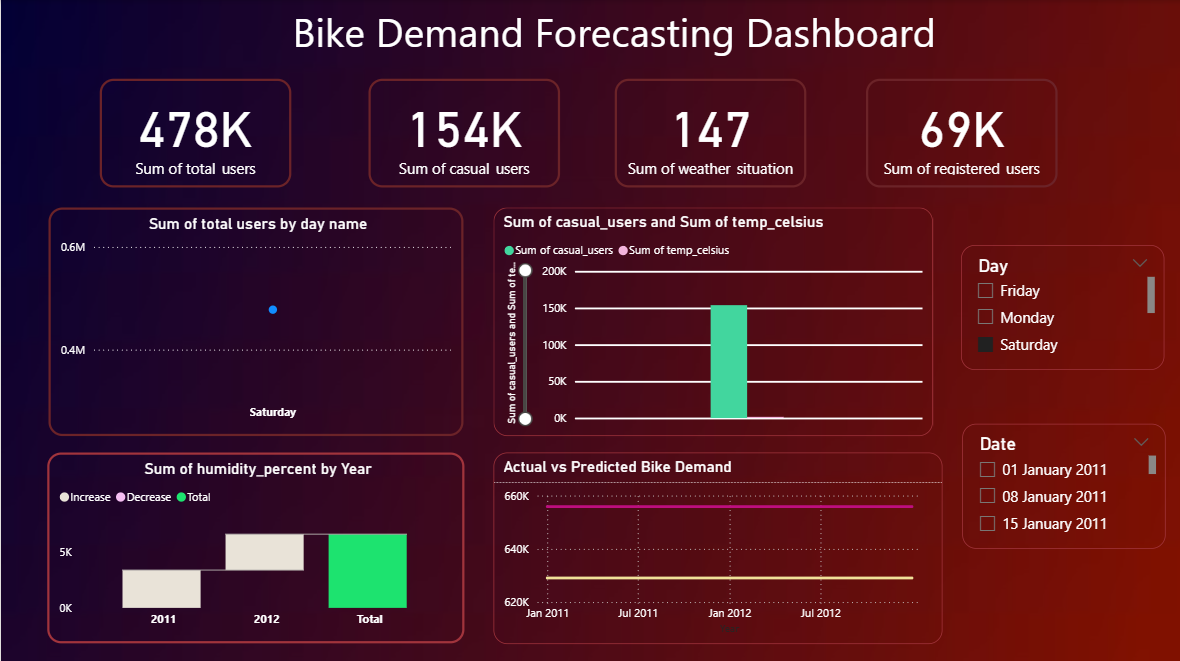 Bike Demand Forecasting Dashboard
478K
Sum of total users
154K
Sum of casual users
147
Sum of weather situation
69K
Sum of registered users
Sum of total users by day name
0.6M
0.4M
Saturday
Sum of casual_users and Sum of temp_celsius
Sum of casual_users
Sum of temp_celsius
Sum of casual_users and Sum of te...
200K
150K
100K
50K
0K
Day
Friday
Monday
Saturday
Sum of humidity_percent by Year
Increase
Decrease
Total
5K
0K
2011
2012
Total
Actual vs Predicted Bike Demand
660K
640K
620K
Jan 2011
Jul 2011
Jan 2012
Jul 2012
Date
01 January 2011
08 January 2011
15 January 2011